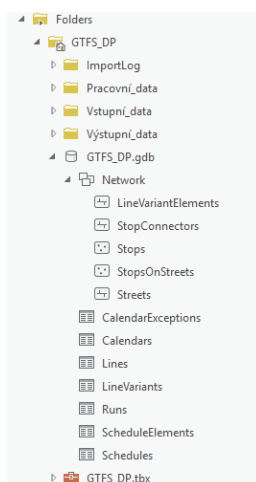 Folders
GTFS_DP
ImportLog
Pracovní_data
Vstupní_data
Výstupní_data
GTFS_DP.gdb
Network
LineVariantElements
StopConnectors
Stops
StopsOnStreets
Streets
CalendarExceptions
Calendars
Lines
LineVariants
Runs
ScheduleElements
Schedules
GTFS_DP.tbx